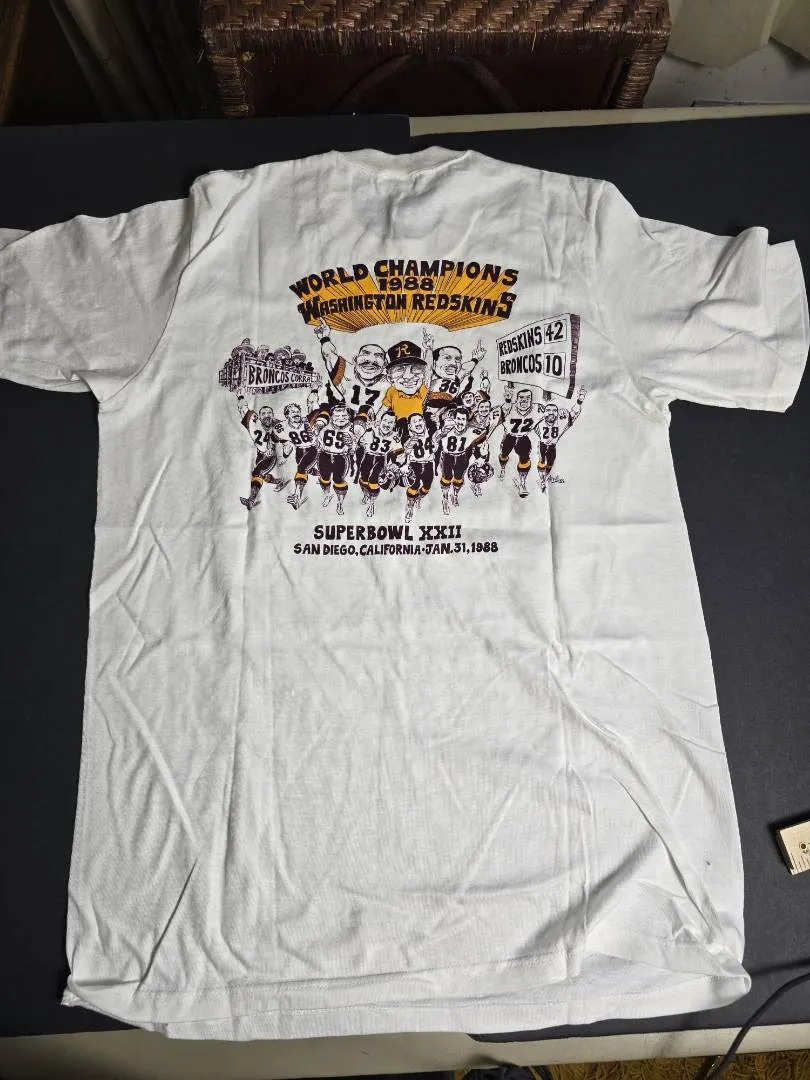 WORLD CHAMPIONS
1988
WASHINGTON REDSKINS
REDSKINS 42
BRONCOS 10
BRONCOS CORRAL
R
17
36
24
86
65
83
84
81
72
28
SUPERBOWL XXII
SAN DIEGO, CALIFORNIA • JAN. 31, 1988